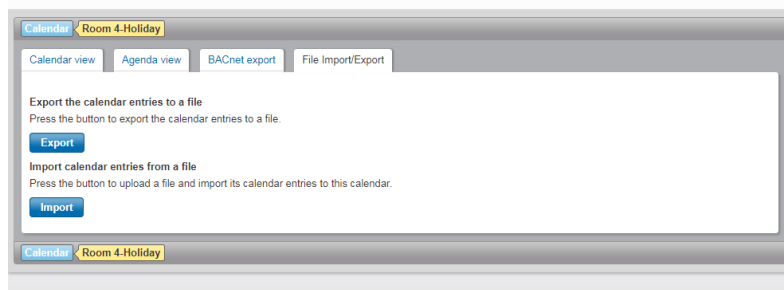 Calendar Room 4-Holiday
Calendar view Agenda view BACnet export File Import/Export
Export the calendar entries to a file
Press the button to export the calendar entries to a file.
Export
Import calendar entries from a file
Press the button to upload a file and import its calendar entries to this calendar.
Import
Calendar Room 4-Holiday